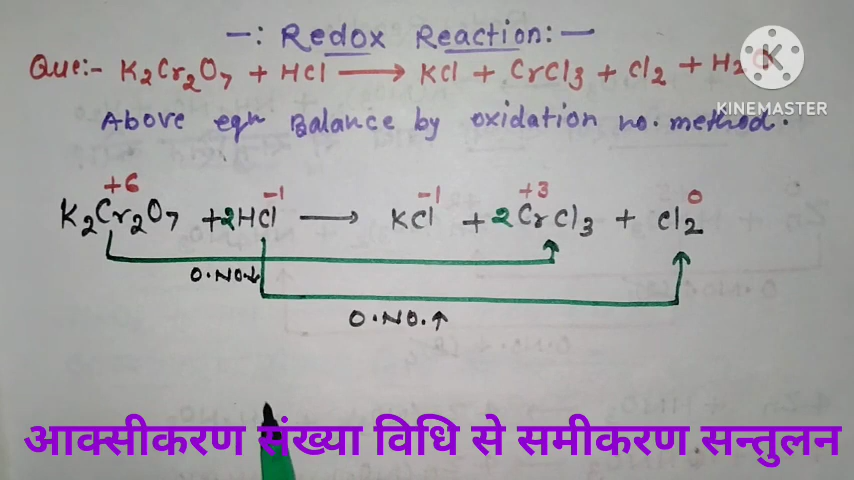 -: Redox Reaction:-
Que:- K2Cr2O7 + HCl → KCl + CrCl3 + Cl2 + H2O
K
KINEMASTER
Above eqn Balance by oxidation no. method.
+6 -1 -1 +3 0
K2Cr2O7 + 2HCl → KCl + 2CrCl3 + Cl2
O.NO.↓
O.NO.↑
आक्सीकरण संख्या विधि से समीकरण सन्तुलन